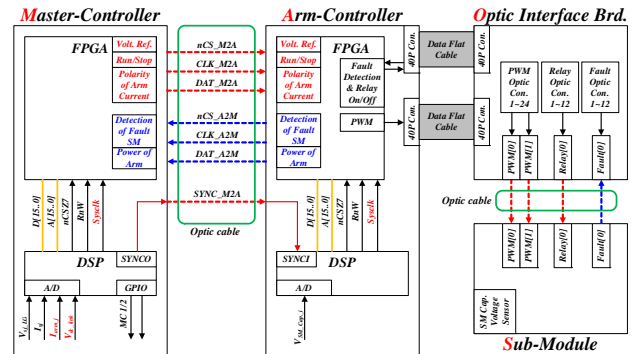 Master-Controller
FPGA
Volt. Ref.
Run/Stop
Polarity
of Arm
Current
Detection
of Fault
SM
Power of
Arm
D[15..0]
A[15..0]
nCSZ7
RnW
Sysclk
SYNCO
DSP
A/D
GPIO
MC 1/2
nCS_M2A
CLK_M2A
DAT_M2A
nCS_A2M
CLK_A2M
DAT_A2M
SYNC_M2A
Optic cable
Arm-Controller
Volt. Ref.
Run/Stop
Polarity
of Arm
Current
Detection
of Fault
SM
Power of
Arm
FPGA
Fault
Detection
& Relay
On/Off
PWM
D[15..0]
A[15..0]
nCSZ7
RnW
Sysclk
SYNCI
DSP
A/D
40P Con.
Data Flat
Cable
40P Con.
40P Con.
Data Flat
Cable
40P Con.
Optic Interface Brd.
PWM
Optic
Con.
1~24
Relay
Optic
Con.
1~12
Fault
Optic
Con.
1~12
PWM[0]
PWM[1]
Relay[0]
Fault[0]
Optic cable
PWM[0]
PWM[1]
Relay[0]
Fault[0]
SM Cap.
Voltage
Sensor
Sub-Module